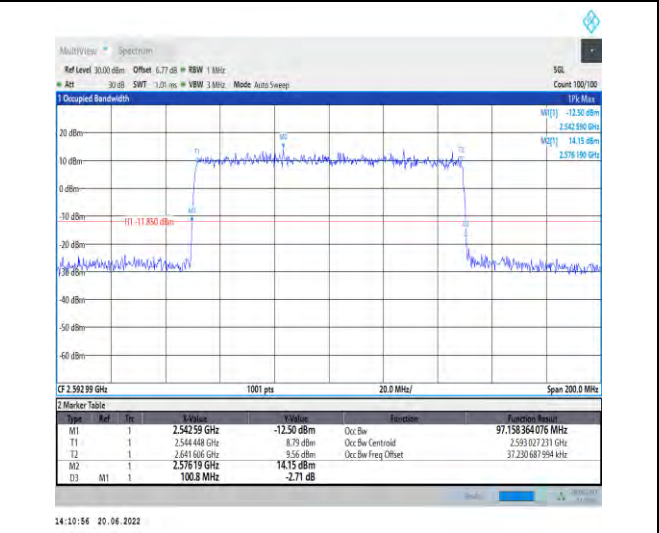 MultiView Spectrum
Ref Level 30.00 dBm Offset 6.77 dB RBW 1 MHz SGL
Att 30 dB SWT 1.01 ms VBW 3 MHz Mode Auto Sweep Count 100/100
1 Occupied Bandwidth 1Pk Max
M1[1] -12.50 dBm
2.542 590 GHz
20 dBm
M2[1] 14.15 dBm
2.576 190 GHz
M2
T1
T2
10 dBm
0 dBm
M1
-10 dBm
H1 -11.850 dBm
-20 dBm
-30 dBm
-40 dBm
-50 dBm
-60 dBm
CF 2.592 99 GHz 1001 pts 20.0 MHz/ Span 200.0 MHz
2 Marker Table
Type Ref Trc X-Value Y-Value Function Function Result
M1 1 2.542 59 GHz -12.50 dBm Occ Bw 97.158 364 076 MHz
T1 1 2.544 448 GHz 8.79 dBm Occ Bw Centroid 2.593 027 231 GHz
T2 1 2.641 606 GHz 9.56 dBm Occ Bw Freq Offset 37.230 687 994 kHz
M2 1 2.576 19 GHz 14.15 dBm
D3 M1 1 100.8 MHz -2.71 dB
14:10:56 20.06.2022